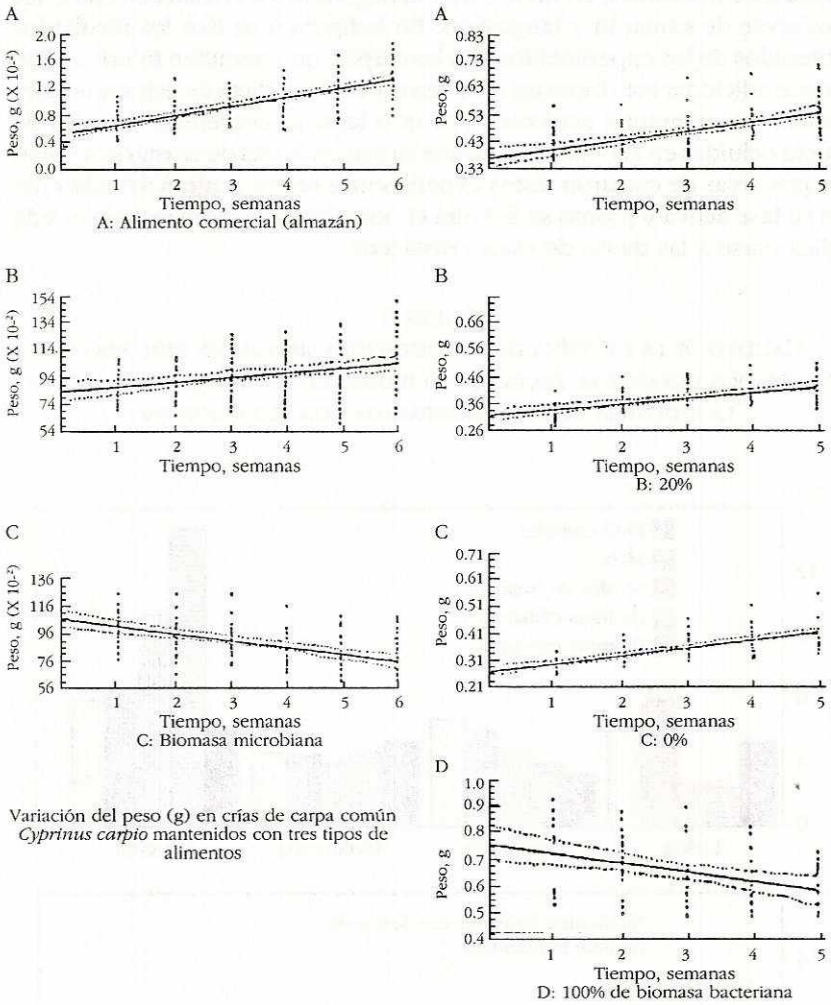 A
Peso, g (X 10-²)
2.0
1.6
1.2
0.8
0.4
0.0
1 2 3 4 5 6
Tiempo, semanas
A: Alimento comercial (almazán)
A
Peso, g
0.83
0.73
0.63
0.53
0.43
0.33
1 2 3 4 5
Tiempo, semanas
B
Peso, g (X 10-²)
154
134
114
94
74
54
1 2 3 4 5 6
Tiempo, semanas
B
Peso, g
0.66
0.56
0.46
0.36
0.26
1 2 3 4 5
Tiempo, semanas
B: 20%
C
Peso, g (X 10-²)
136
116
96
76
56
1 2 3 4 5 6
Tiempo, semanas
C: Biomasa microbiana
C
Peso, g
0.71
0.61
0.51
0.41
0.31
0.21
1 2 3 4 5
Tiempo, semanas
C: 0%
Variación del peso (g) en crías de carpa común
Cyprinus carpio mantenidos con tres tipos de
alimentos
D
Peso, g
1.0
0.9
0.8
0.7
0.6
0.5
0.4
1 2 3 4 5
Tiempo, semanas
D: 100% de biomasa bacteriana